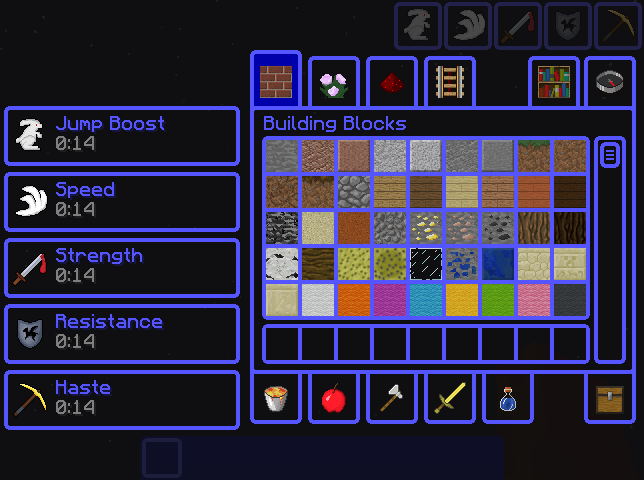 Building Blocks
Jump Boost
0:14
Speed
0:14
Strength
0:14
Resistance
0:14
Haste
0:14